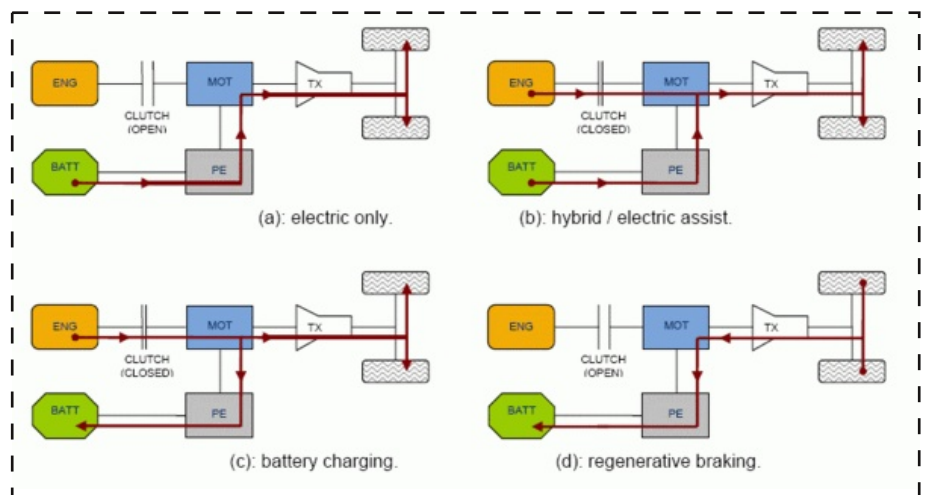 ENG
MOT
TX
CLUTCH
(OPEN)
BATT
PE
(a): electric only.
ENG
MOT
TX
CLUTCH
(CLOSED)
BATT
PE
(b): hybrid / electric assist.
ENG
MOT
TX
CLUTCH
(CLOSED)
BATT
PE
(c): battery charging.
ENG
MOT
TX
CLUTCH
(OPEN)
BATT
PE
(d): regenerative braking.